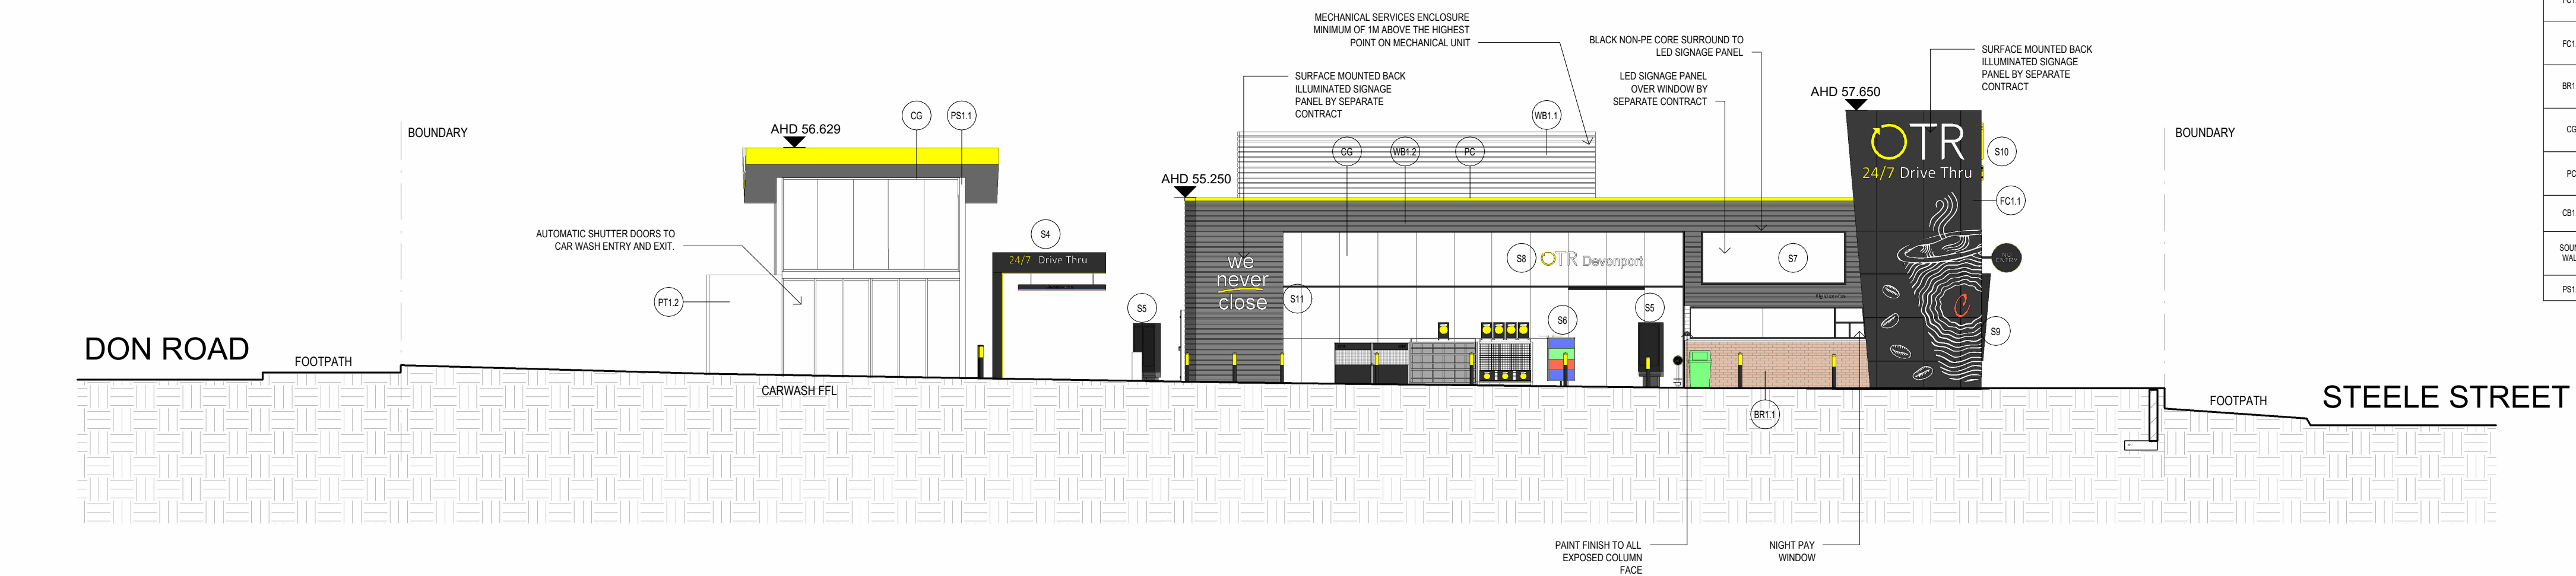 MECHANICAL SERVICES ENCLOSURE
MINIMUM OF 1M ABOVE THE HIGHEST
POINT ON MECHANICAL UNIT
BLACK NON-PE CORE SURROUND TO
LED SIGNAGE PANEL
SURFACE MOUNTED BACK
ILLUMINATED SIGNAGE
PANEL BY SEPARATE
CONTRACT
SURFACE MOUNTED BACK
ILLUMINATED SIGNAGE
PANEL BY SEPARATE
CONTRACT
LED SIGNAGE PANEL
OVER WINDOW BY
SEPARATE CONTRACT
AHD 57.650
BOUNDARY
AHD 56.629
CG
PS1.1
WB1.1
BOUNDARY
CG
WB1.2
PC
OTR
24/7 Drive Thru
S10
AHD 55.250
FC1.1
AUTOMATIC SHUTTER DOORS TO
CAR WASH ENTRY AND EXIT.
S4
24/7 Drive Thru
we
never
close
S8
OTR Devonport
S7
NO
ENTRY
PT1.2
S5
S11
S6
S5
S9
DON ROAD
FOOTPATH
CARWASH FFL
BR1.1
FOOTPATH
STEELE STREET
PAINT FINISH TO ALL
EXPOSED COLUMN
FACE
NIGHT PAY
WINDOW
FC1.
BR1.
CG
PC
CB1.
SOUN
WAL
PS1.